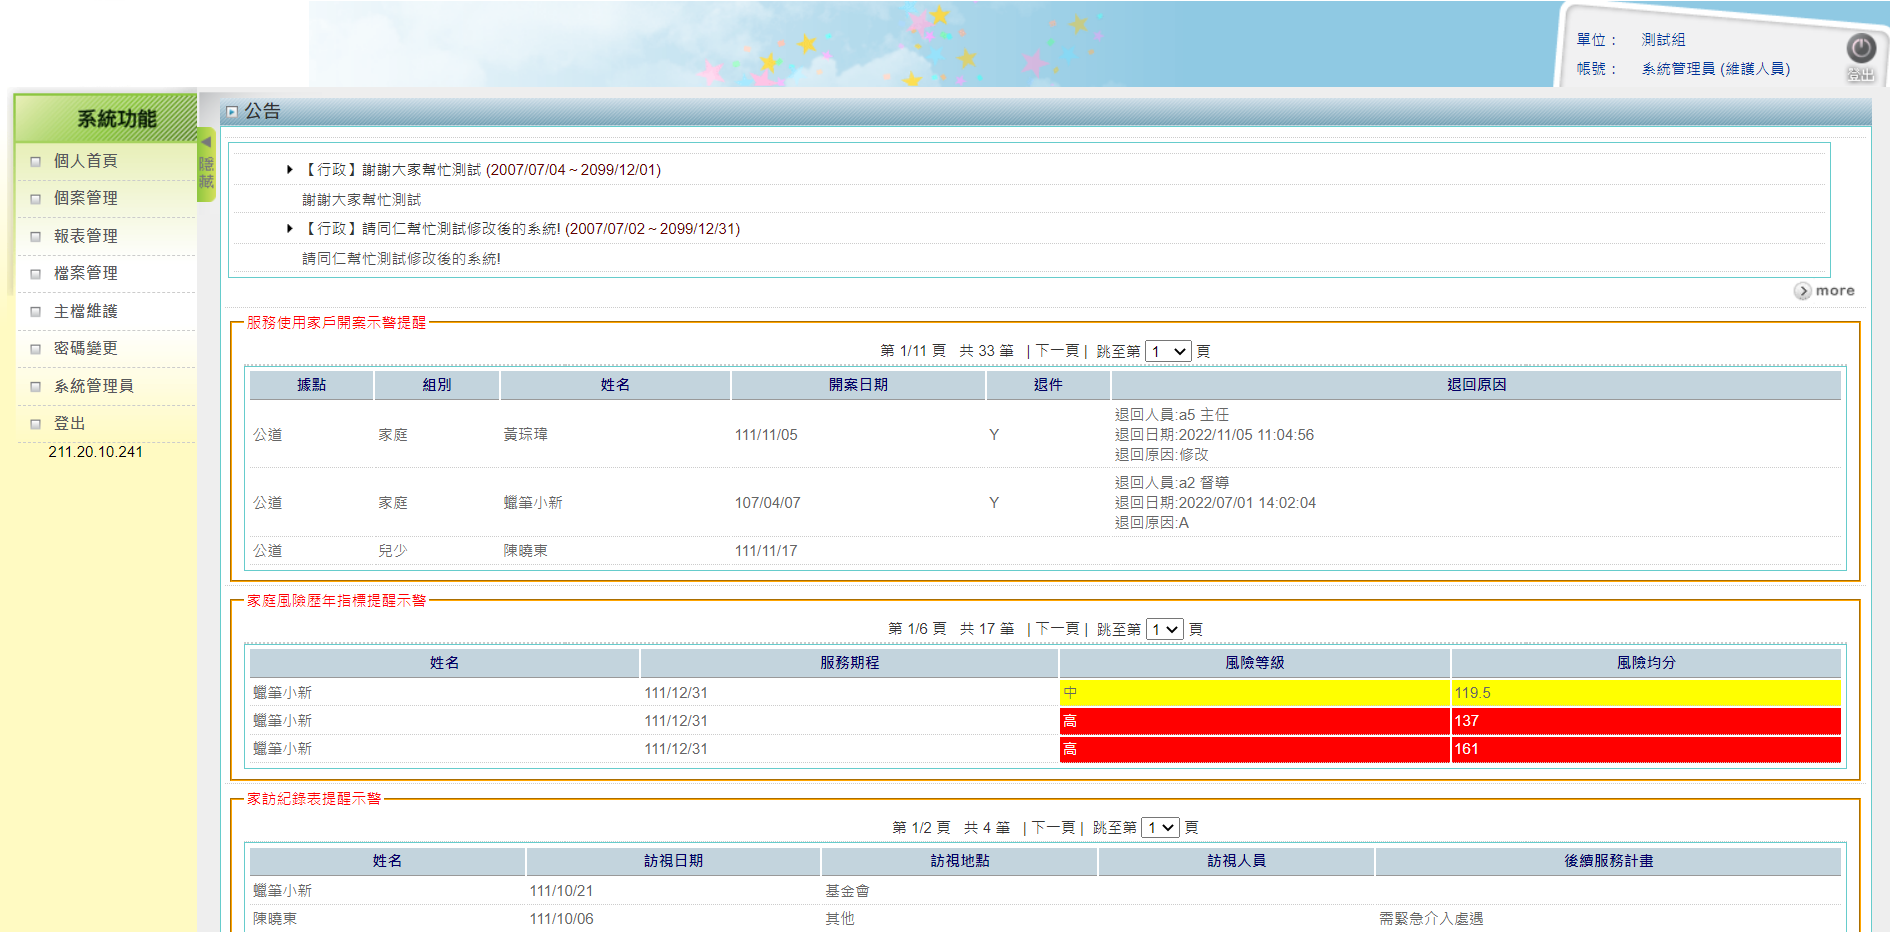 單位： 測試組
帳號： 系統管理員 (維護人員)
登出
系統功能
個人首頁
個案管理
報表管理
檔案管理
主檔維護
密碼變更
系統管理員
登出
211.20.10.241
隱藏
公告
【行政】謝謝大家幫忙測試 (2007/07/04～2099/12/01)
謝謝大家幫忙測試
【行政】請同仁幫忙測試修改後的系統! (2007/07/02～2099/12/31)
請同仁幫忙測試修改後的系統!
more
服務使用家戶開案示警提醒
第 1/11 頁 共 33 筆 | 下一頁 | 跳至第 1 頁
據點 組別 姓名 開案日期 退件 退回原因
公道 家庭 黃琮瑋 111/11/05 Y 退回人員:a5 主任
退回日期:2022/11/05 11:04:56
退回原因:修改
公道 家庭 蠟筆小新 107/04/07 Y 退回人員:a2 督導
退回日期:2022/07/01 14:02:04
退回原因:A
公道 兒少 陳曉東 111/11/17
家庭風險歷年指標提醒示警
第 1/6 頁 共 17 筆 | 下一頁 | 跳至第 1 頁
姓名 服務期程 風險等級 風險均分
蠟筆小新 111/12/31 中 119.5
蠟筆小新 111/12/31 高 137
蠟筆小新 111/12/31 高 161
家訪紀錄表提醒示警
第 1/2 頁 共 4 筆 | 下一頁 | 跳至第 1 頁
姓名 訪視日期 訪視地點 訪視人員 後續服務計畫
蠟筆小新 111/10/21 基金會
陳曉東 111/10/06 其他 需緊急介入處遇